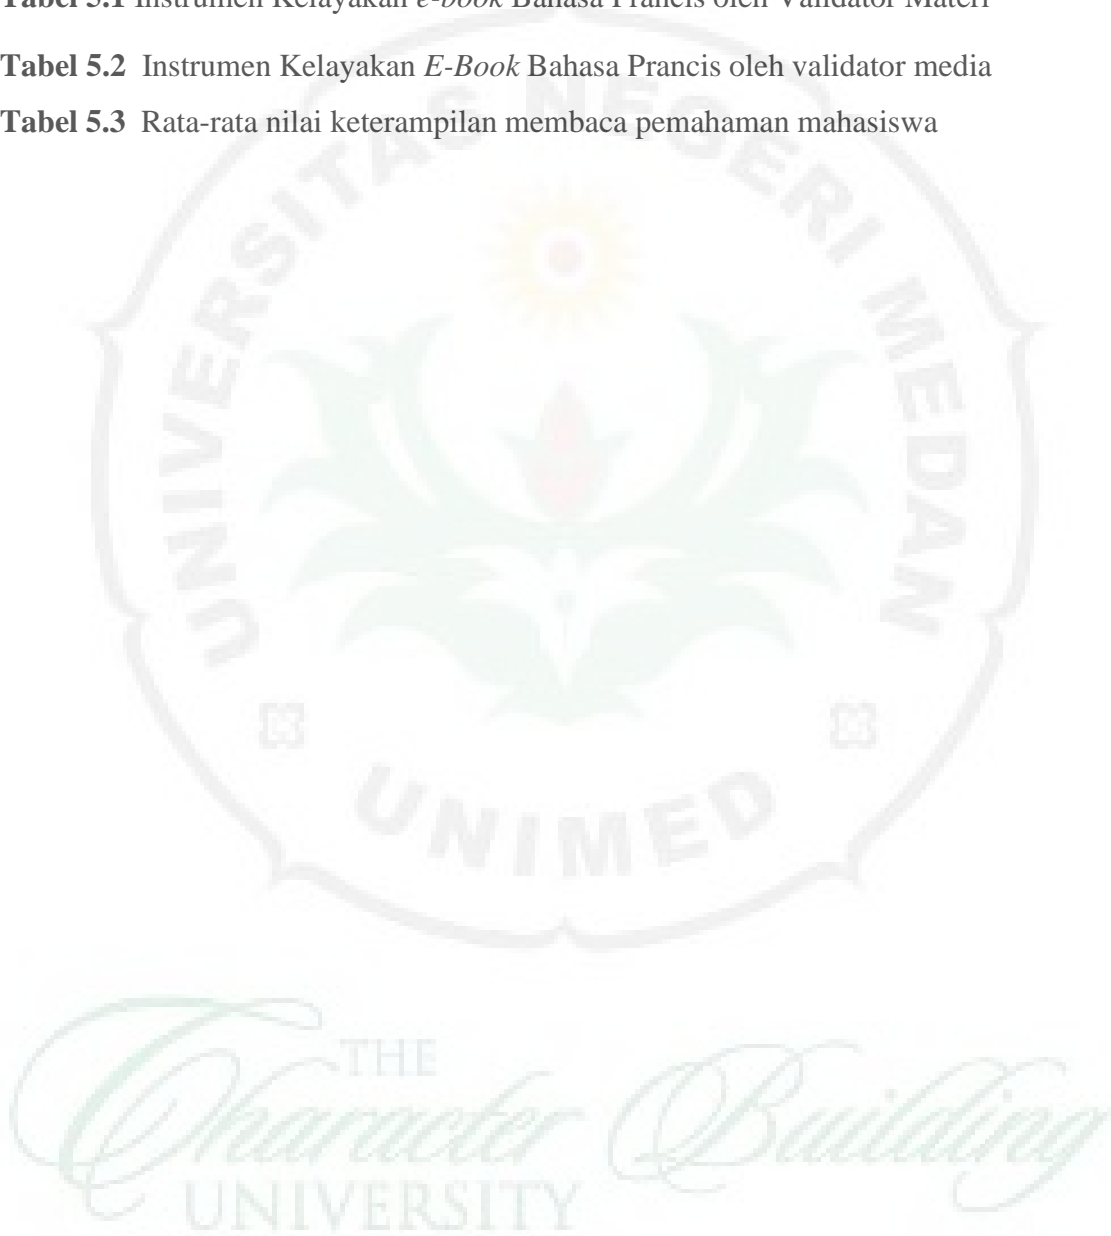 Tabel 5.1 Instrumen Kelayakan e-book Bahasa Prancis oleh Validator Materi
Tabel 5.2 Instrumen Kelayakan E-Book Bahasa Prancis oleh validator media
Tabel 5.3 Rata-rata nilai keterampilan membaca pemahaman mahasiswa
UNIVERSITAS NEGERI MEDAN
UNIMED
THE
Character Building
UNIVERSITY